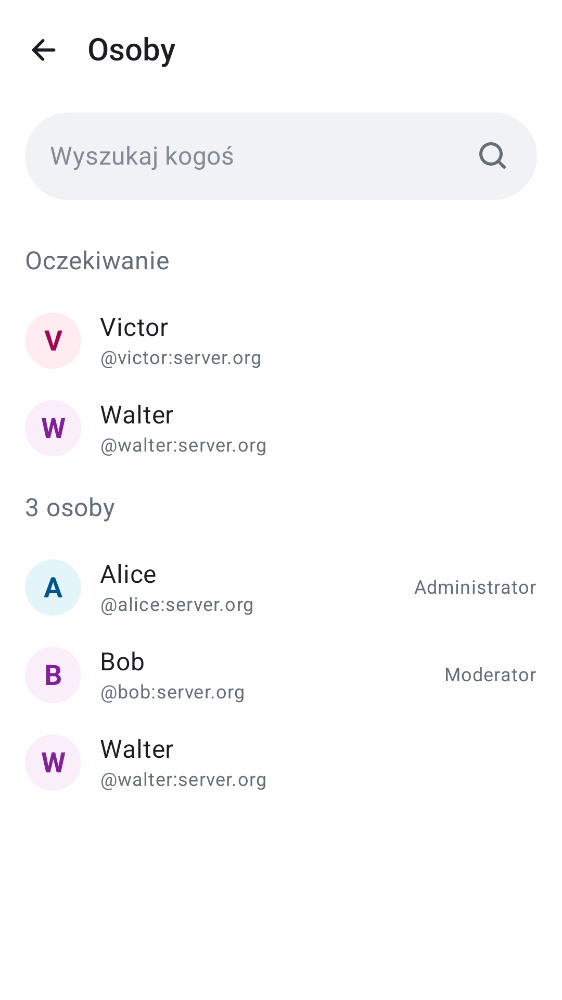 Osoby
Wyszukaj kogoś
Oczekiwanie
V
Victor
@victor:server.org
W
Walter
@walter:server.org
3 osoby
A
Alice
@alice:server.org
Administrator
B
Bob
@bob:server.org
Moderator
W
Walter
@walter:server.org